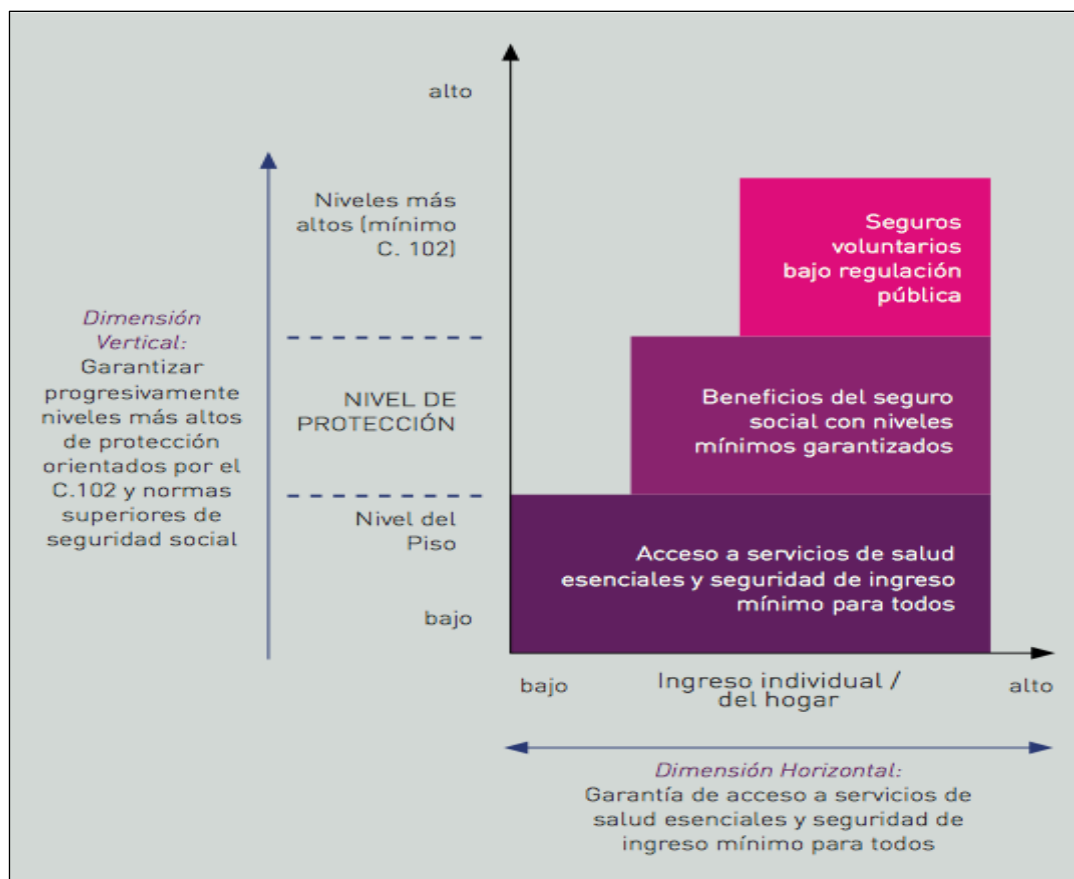 alto
Niveles más
altos (mínimo
C. 102)
Seguros
voluntarios
bajo regulación
pública
Dimensión
Vertical:
Garantizar
progresivamente
niveles más altos
de protección
orientados por el
C.102 y normas
superiores de
seguridad social
NIVEL DE
PROTECCIÓN
Beneficios del seguro
social con niveles
mínimos garantizados
Nivel del
Piso
bajo
Acceso a servicios de salud
esenciales y seguridad de ingreso
mínimo para todos
bajo
Ingreso individual /
del hogar
alto
Dimensión Horizontal:
Garantía de acceso a servicios de
salud esenciales y seguridad de
ingreso mínimo para todos